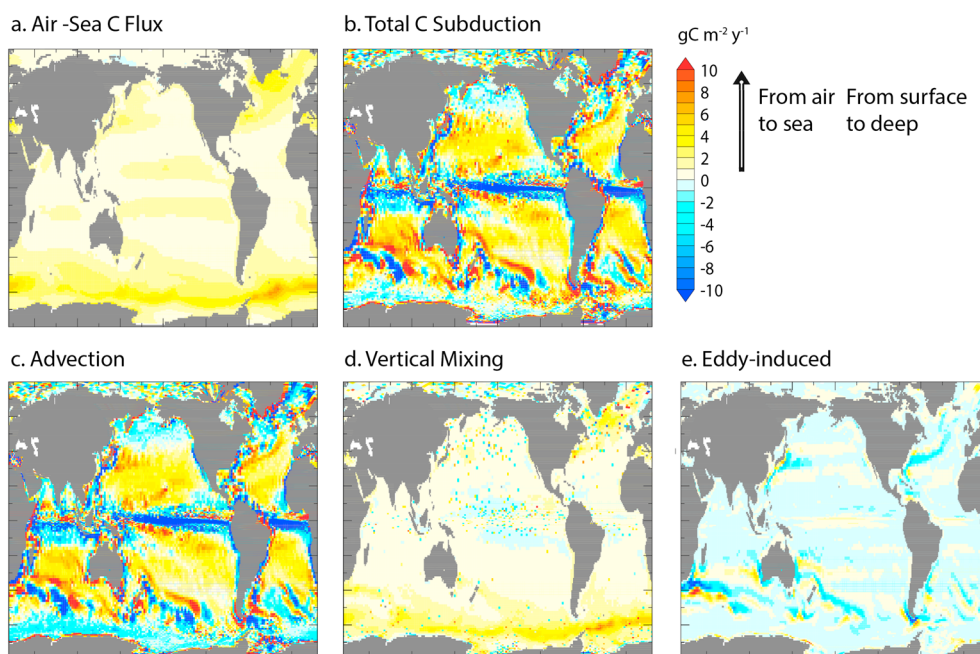 a. Air -Sea C Flux
b. Total C Subduction
gC m⁻² y⁻¹
10
8
6
4
2
0
-2
-4
-6
-8
-10
From air
to sea
From surface
to deep
c. Advection
d. Vertical Mixing
e. Eddy-induced